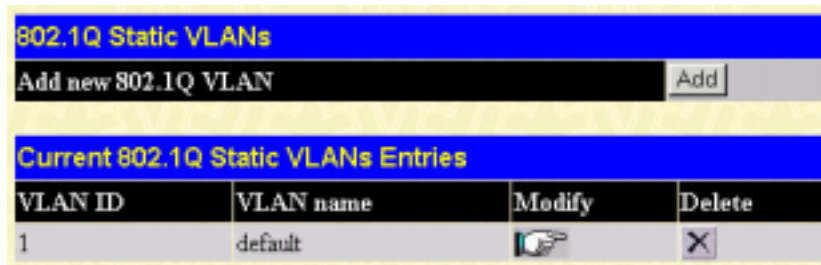 802.1Q Static VLANs
Add new 802.1Q VLAN Add
Current 802.1Q Static VLANs Entries
VLAN ID VLAN name Modify Delete
1 default